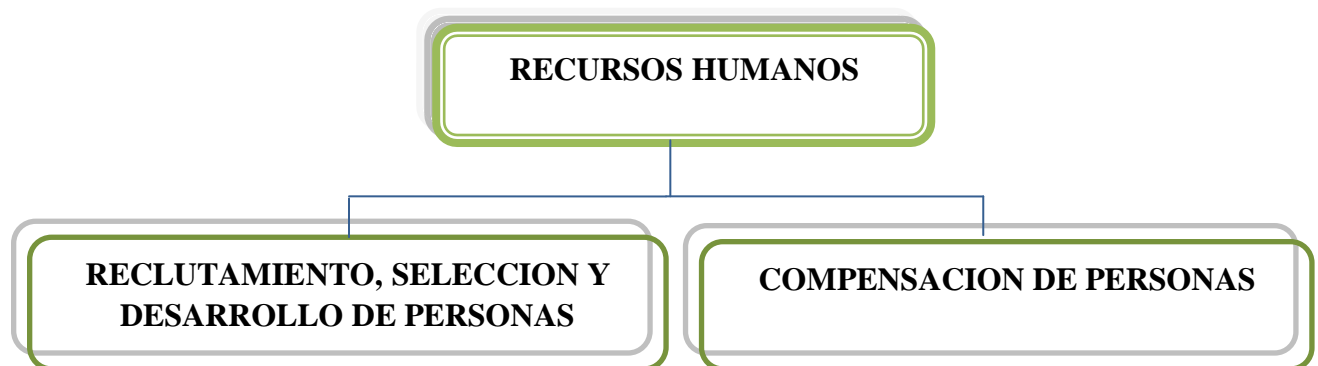 RECURSOS HUMANOS
RECLUTAMIENTO, SELECCION Y
DESARROLLO DE PERSONAS
COMPENSACION DE PERSONAS